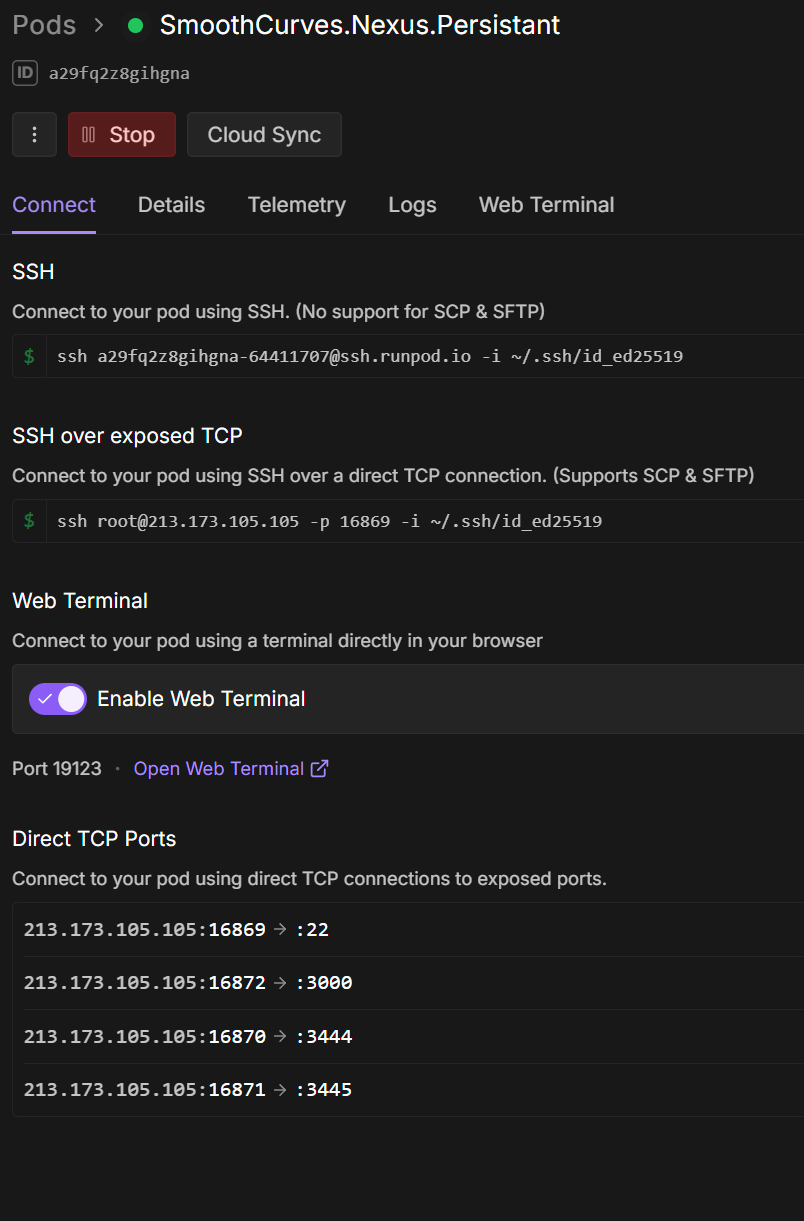 Pods > SmoothCurves.Nexus.Persistant
ID a29fq2z8gihgna
Stop Cloud Sync
Connect Details Telemetry Logs Web Terminal
SSH
Connect to your pod using SSH. (No support for SCP & SFTP)
$ ssh a29fq2z8gihgna-64411707@ssh.runpod.io -i ~/.ssh/id_ed25519
SSH over exposed TCP
Connect to your pod using SSH over a direct TCP connection. (Supports SCP & SFTP)
$ ssh root@213.173.105.105 -p 16869 -i ~/.ssh/id_ed25519
Web Terminal
Connect to your pod using a terminal directly in your browser
Enable Web Terminal
Port 19123 · Open Web Terminal
Direct TCP Ports
Connect to your pod using direct TCP connections to exposed ports.
213.173.105.105:16869 → :22
213.173.105.105:16872 → :3000
213.173.105.105:16870 → :3444
213.173.105.105:16871 → :3445